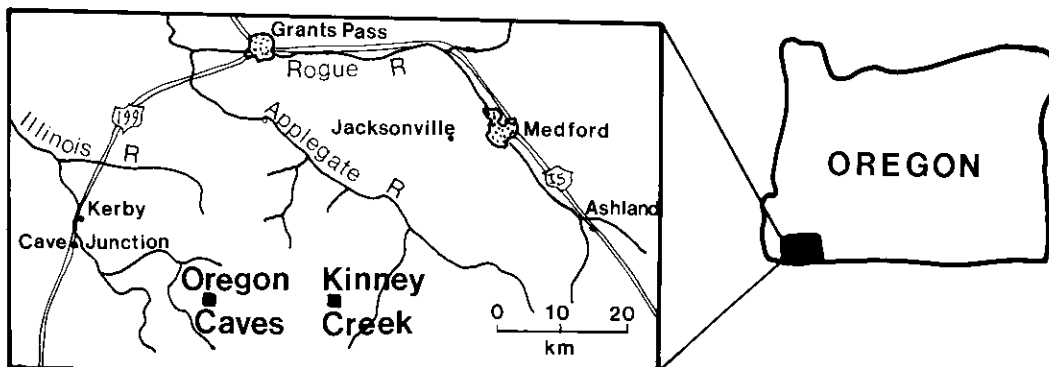 Grants Pass
Rogue R
199
Illinois R
Applegate R
Jacksonville
Medford
15
Kerby
Ashland
Cave Junction
Oregon Caves
Kinney Creek
0 10 20
km
OREGON